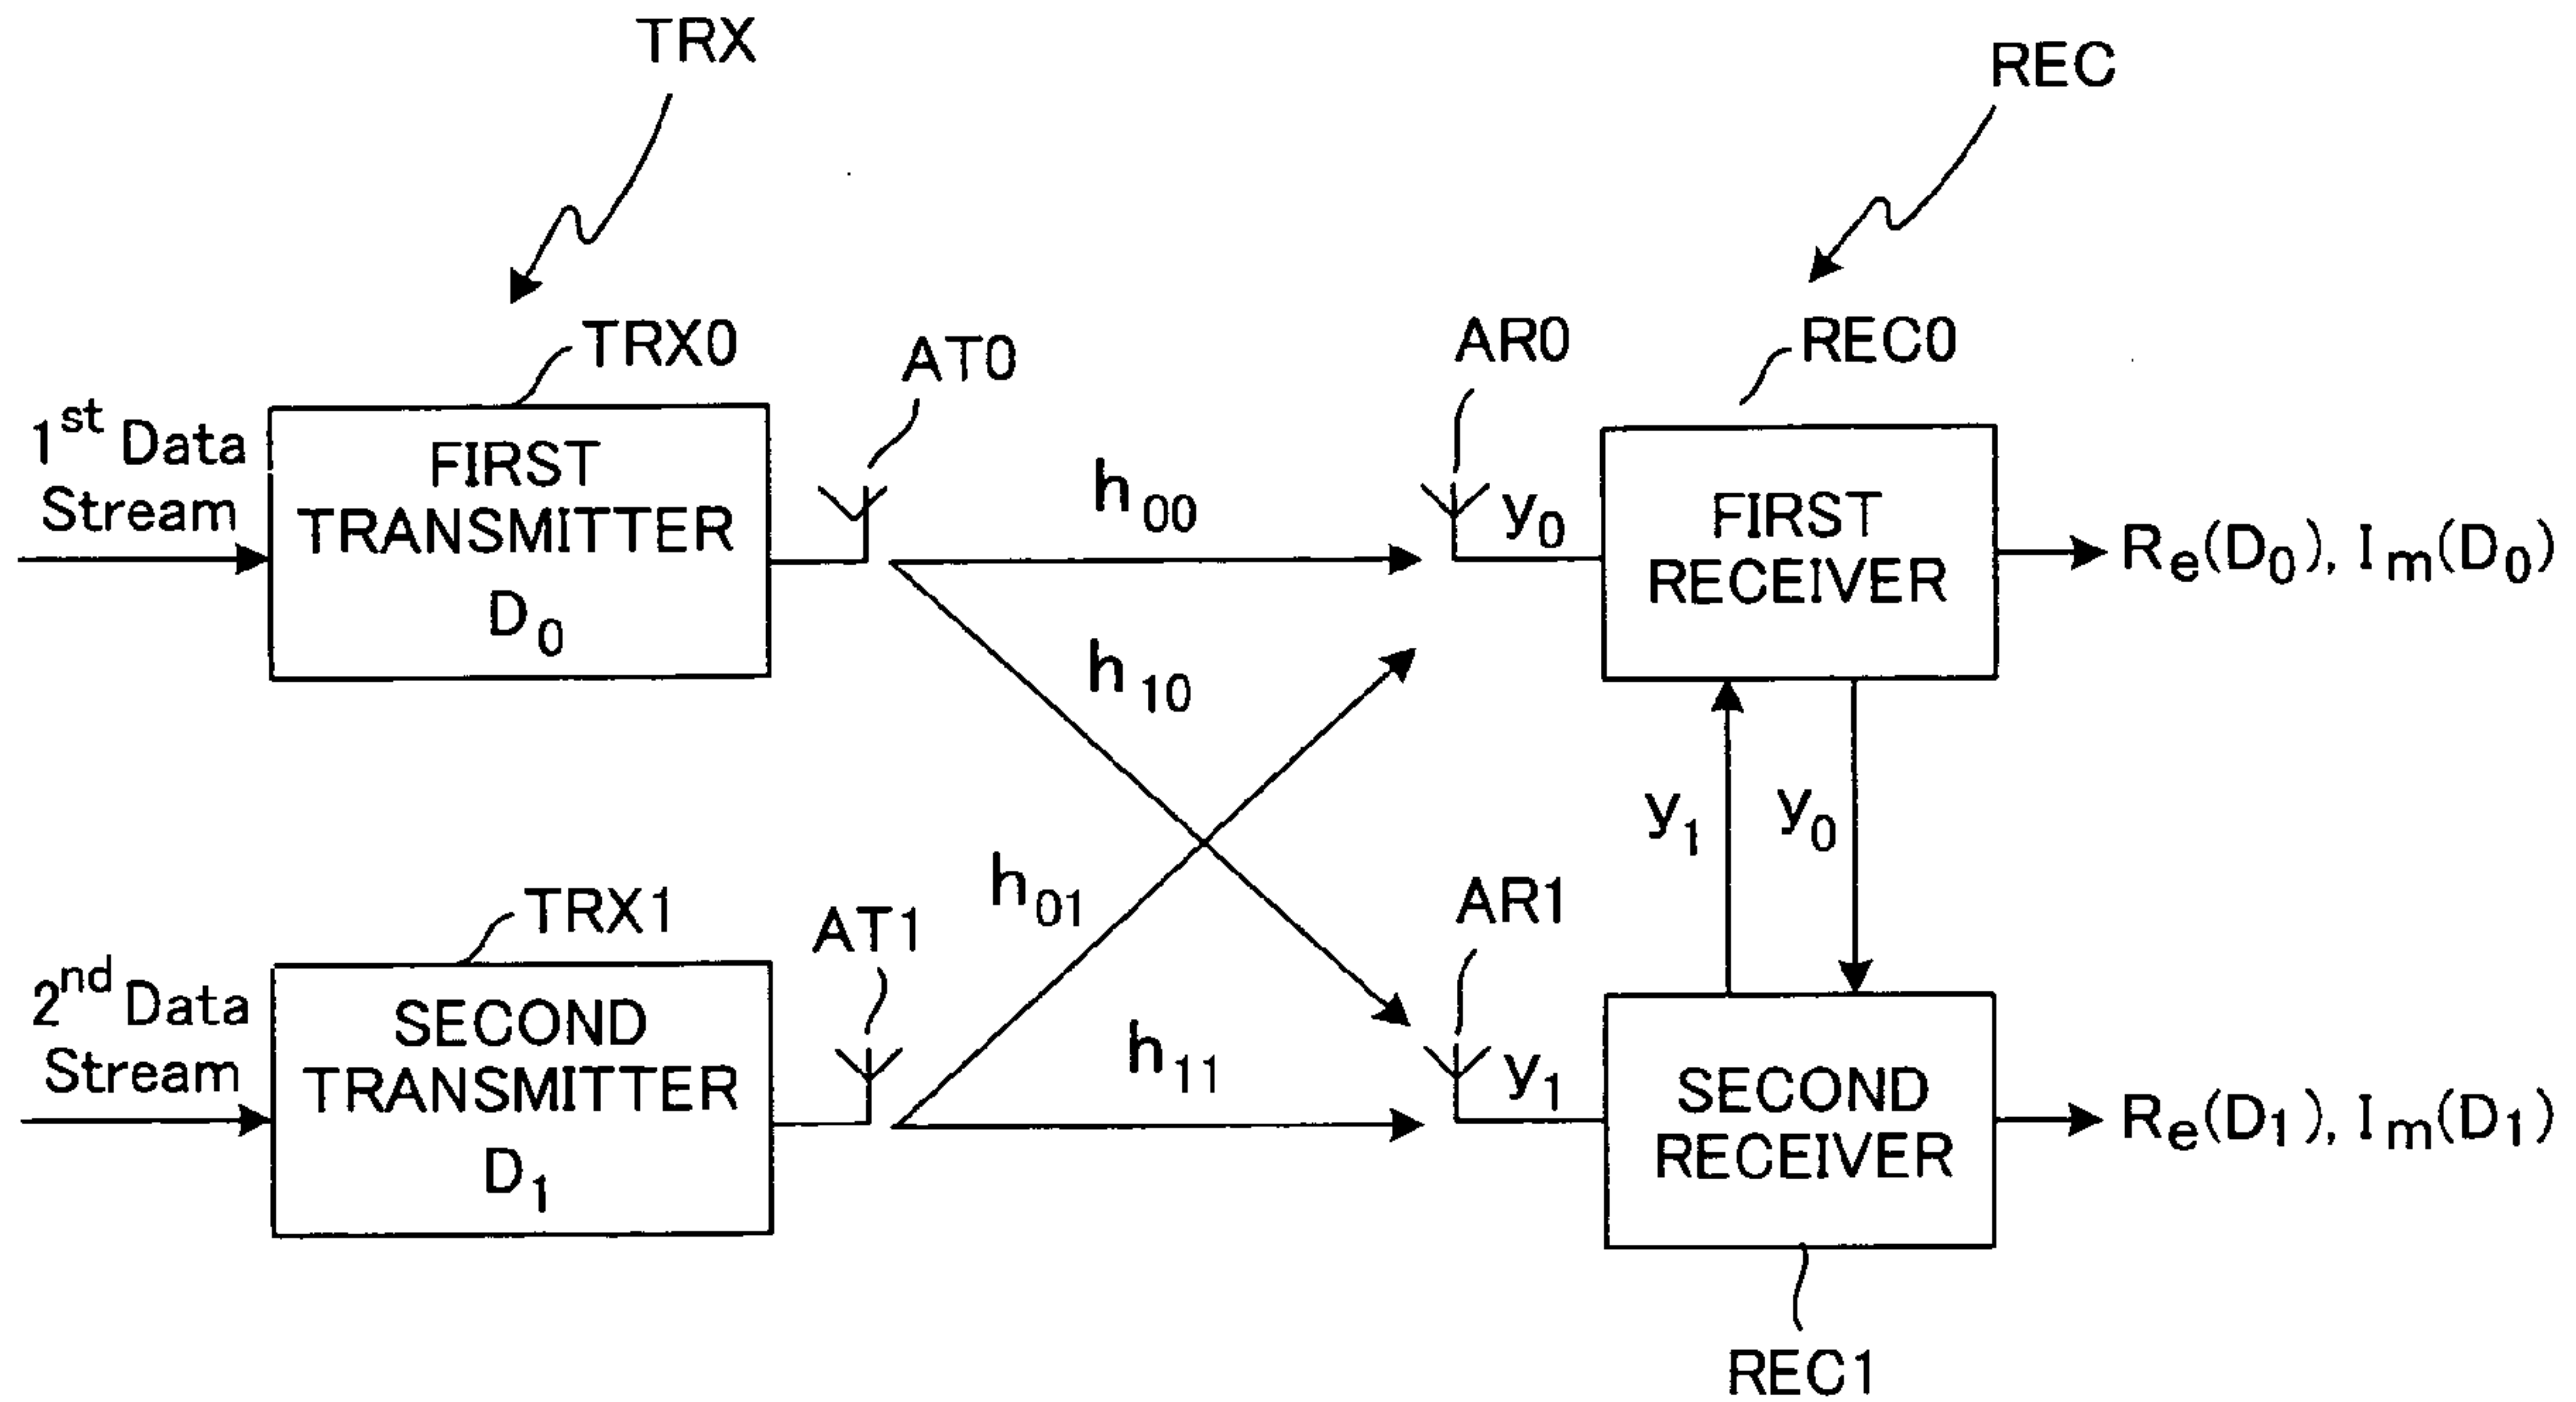 TRX
REC
TRX0
AT0
AR0
REC0
1st Data
Stream
FIRST
TRANSMITTER
D0
h00
y0
FIRST
RECEIVER
Re(D0), Im(D0)
h10
y1
y0
h01
TRX1
AT1
AR1
2nd Data
Stream
SECOND
TRANSMITTER
D1
h11
y1
SECOND
RECEIVER
Re(D1), Im(D1)
REC1